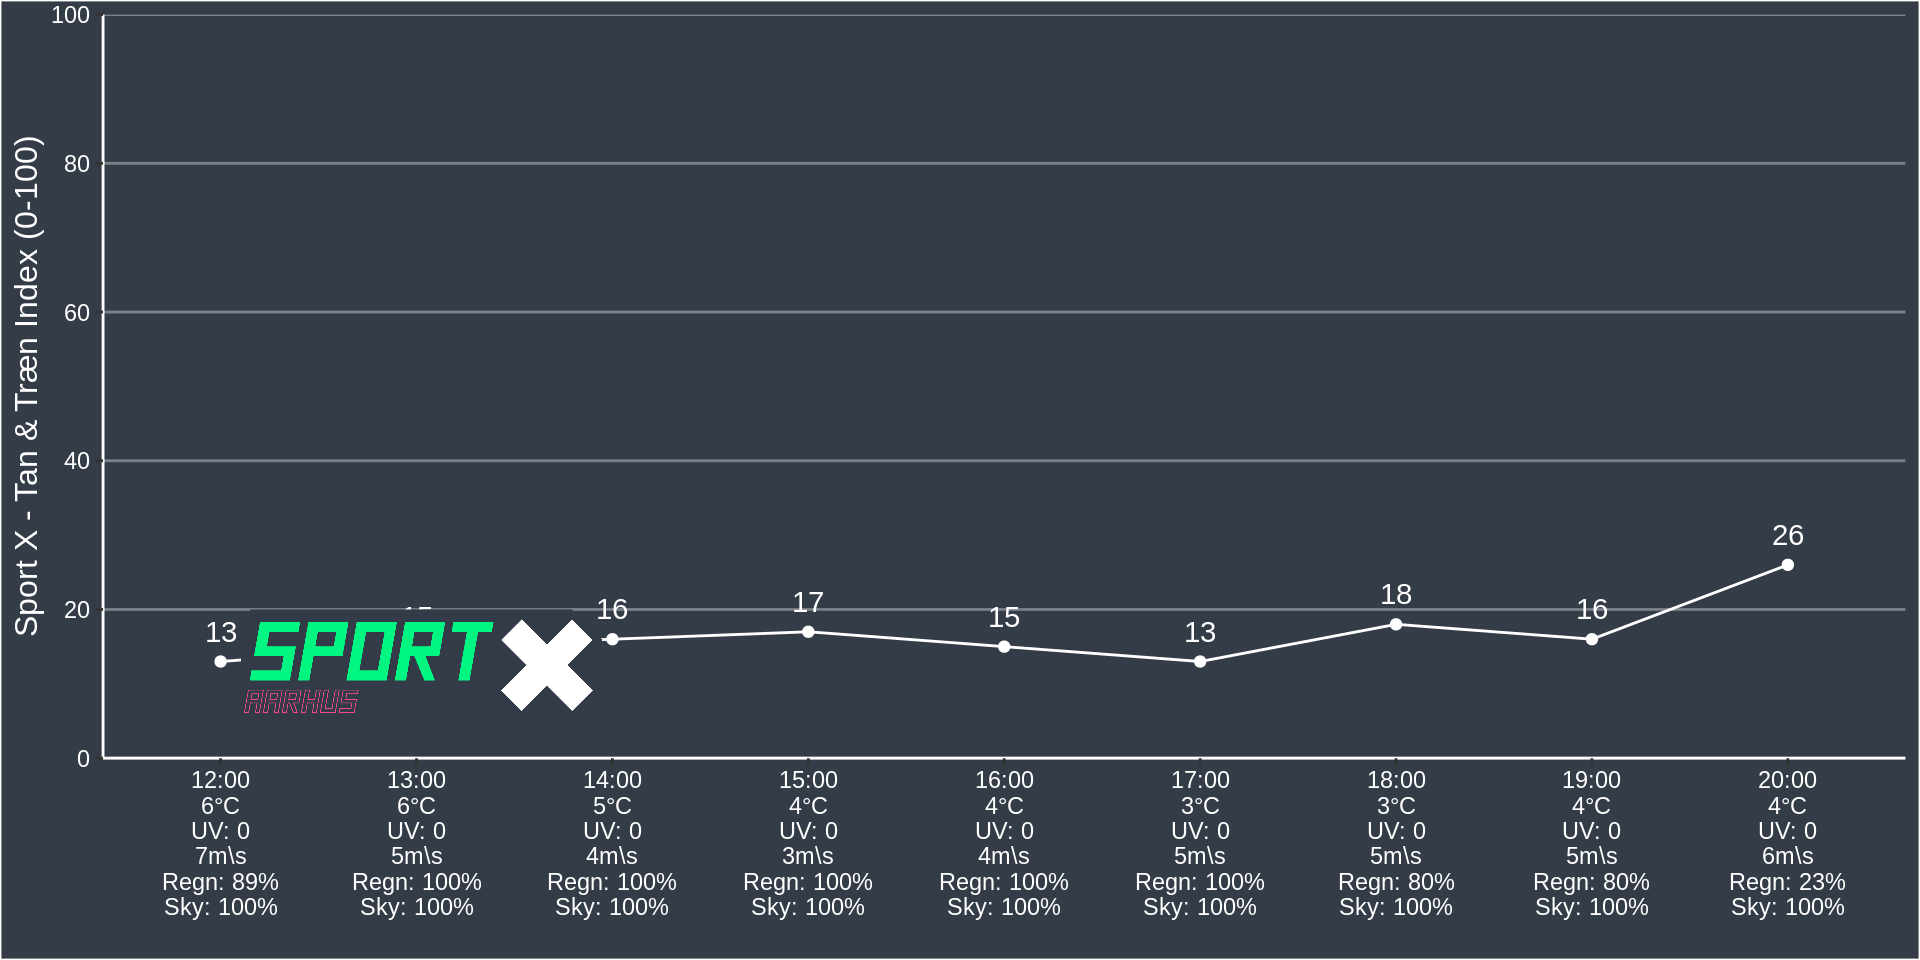 Sport X - Tan & Træn Index (0-100)
100
80
60
40
20
0
13
16
17
15
13
18
16
26
SPORT X
AARHUS
12:00 13:00 14:00 15:00 16:00 17:00 18:00 19:00 20:00
6°C 6°C 5°C 4°C 4°C 3°C 3°C 4°C 4°C
UV: 0 UV: 0 UV: 0 UV: 0 UV: 0 UV: 0 UV: 0 UV: 0 UV: 0
7m\s 5m\s 4m\s 3m\s 4m\s 5m\s 5m\s 5m\s 6m\s
Regn: 89% Regn: 100% Regn: 100% Regn: 100% Regn: 100% Regn: 100% Regn: 80% Regn: 80% Regn: 23%
Sky: 100% Sky: 100% Sky: 100% Sky: 100% Sky: 100% Sky: 100% Sky: 100% Sky: 100% Sky: 100%